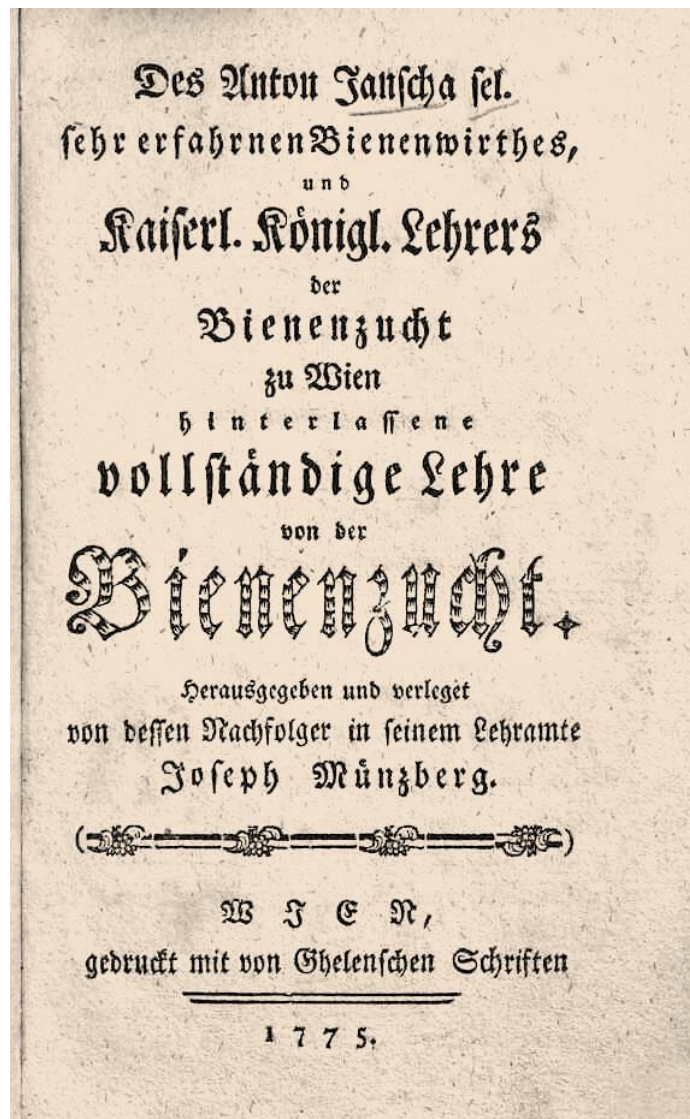 Des Anton Janscha sel.
sehr erfahrnen Bienenwirthes,
und
Kaiserl. Königl. Lehrers
der
Bienenzucht
zu Wien
hinterlassene
vollständige Lehre
von der
Bienenzucht.
Herausgegeben und verleget
von dessen Nachfolger in seinem Lehramte
Joseph Münzberg.
WIEN,
gedruckt mit von Ghelenschen Schriften
1775.